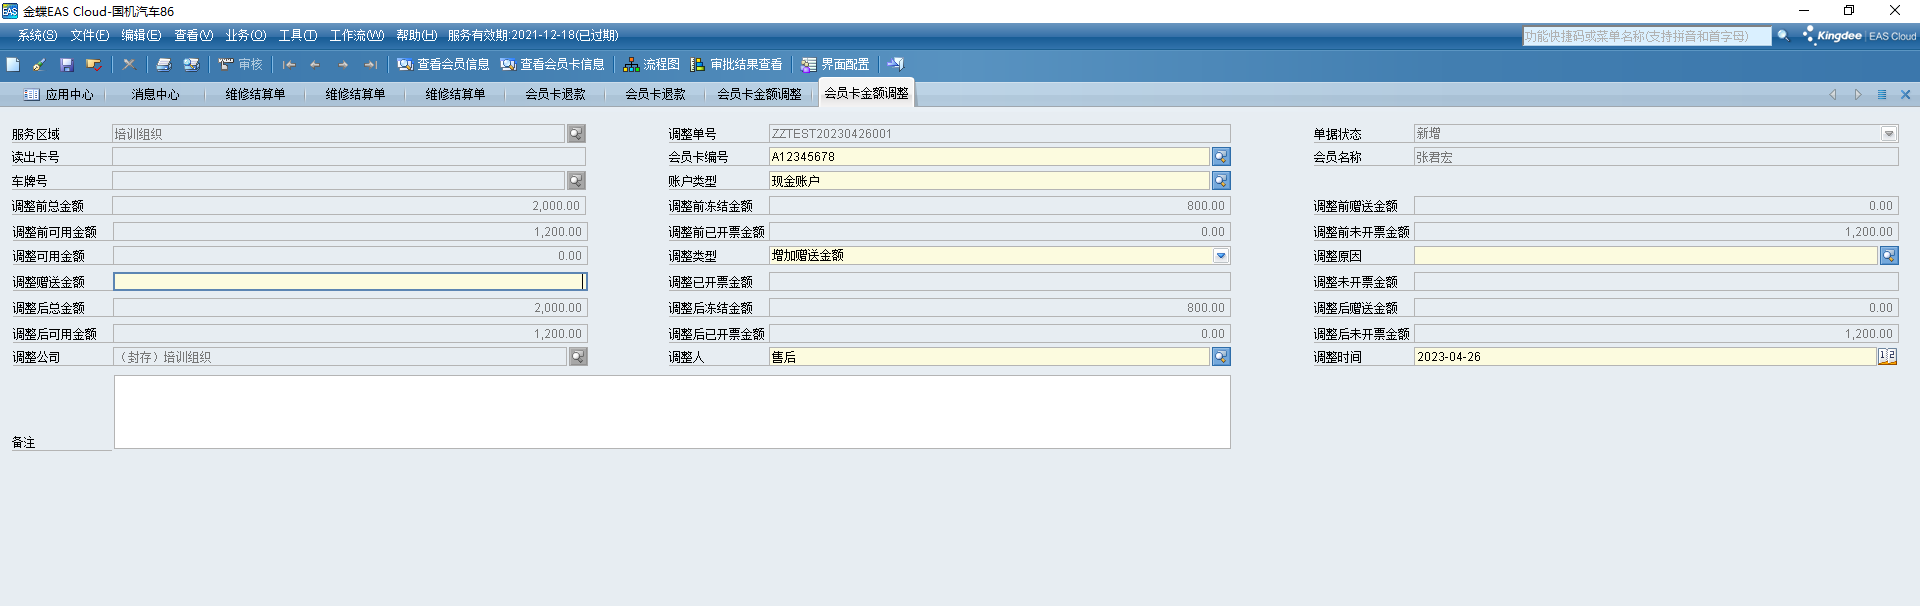 金蝶EAS Cloud-国机汽车86
系统(S) 文件(F) 编辑(E) 查看(V) 业务(O) 工具(T) 工作流(W) 帮助(H) 服务有效期:2021-12-18(已过期) 功能快捷码或菜单名称(支持拼音和首字母) Kingdee EAS Cloud
审核 查看会员信息 查看会员卡信息 流程图 审批结果查看 界面配置
应用中心 消息中心 维修结算单 维修结算单 维修结算单 会员卡退款 会员卡退款 会员卡金额调整 会员卡金额调整
服务区域 培训组织 调整单号 ZZTEST20230426001 单据状态 新增
读出卡号 会员卡编号 A12345678 会员名称 张君宏
车牌号 账户类型 现金账户
调整前总金额 2,000.00 调整前冻结金额 800.00 调整前赠送金额 0.00
调整前可用金额 1,200.00 调整前已开票金额 0.00 调整前未开票金额 1,200.00
调整可用金额 0.00 调整类型 增加赠送金额 调整原因
调整赠送金额 调整已开票金额 调整未开票金额
调整后总金额 2,000.00 调整后冻结金额 800.00 调整后赠送金额 0.00
调整后可用金额 1,200.00 调整后已开票金额 0.00 调整后未开票金额 1,200.00
调整公司 （封存）培训组织 调整人 售后 调整时间 2023-04-26
备注